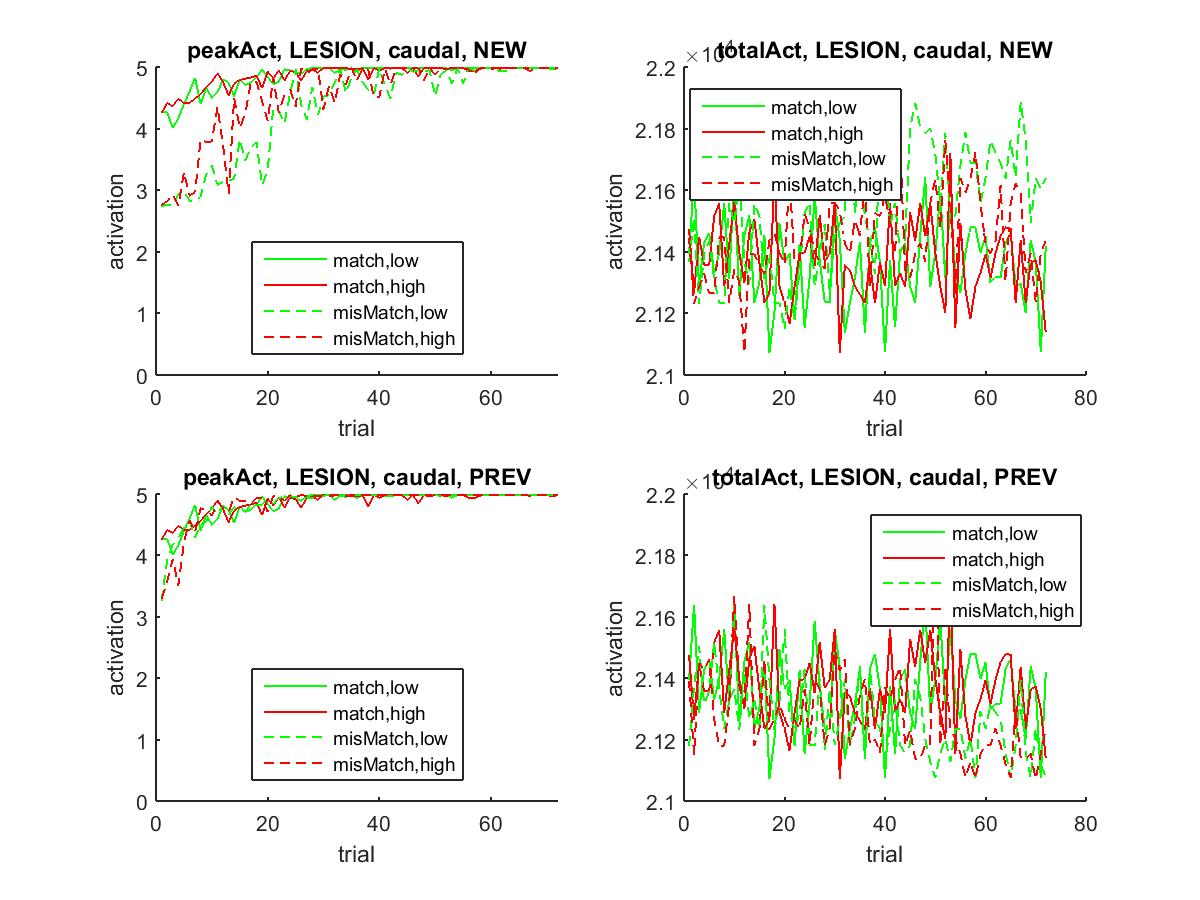 peakAct, LESION, caudal, NEW
5
4
3
2
1
0
activation
match,low
match,high
misMatch,low
misMatch,high
0
20
40
60
trial
×10⁴
totalAct, LESION, caudal, NEW
2.2
2.18
2.16
2.14
2.12
2.1
activation
match,low
match,high
misMatch,low
misMatch,high
0
20
40
60
80
trial
peakAct, LESION, caudal, PREV
5
4
3
2
1
0
activation
match,low
match,high
misMatch,low
misMatch,high
0
20
40
60
trial
×10⁴
totalAct, LESION, caudal, PREV
2.2
2.18
2.16
2.14
2.12
2.1
activation
match,low
match,high
misMatch,low
misMatch,high
0
20
40
60
80
trial